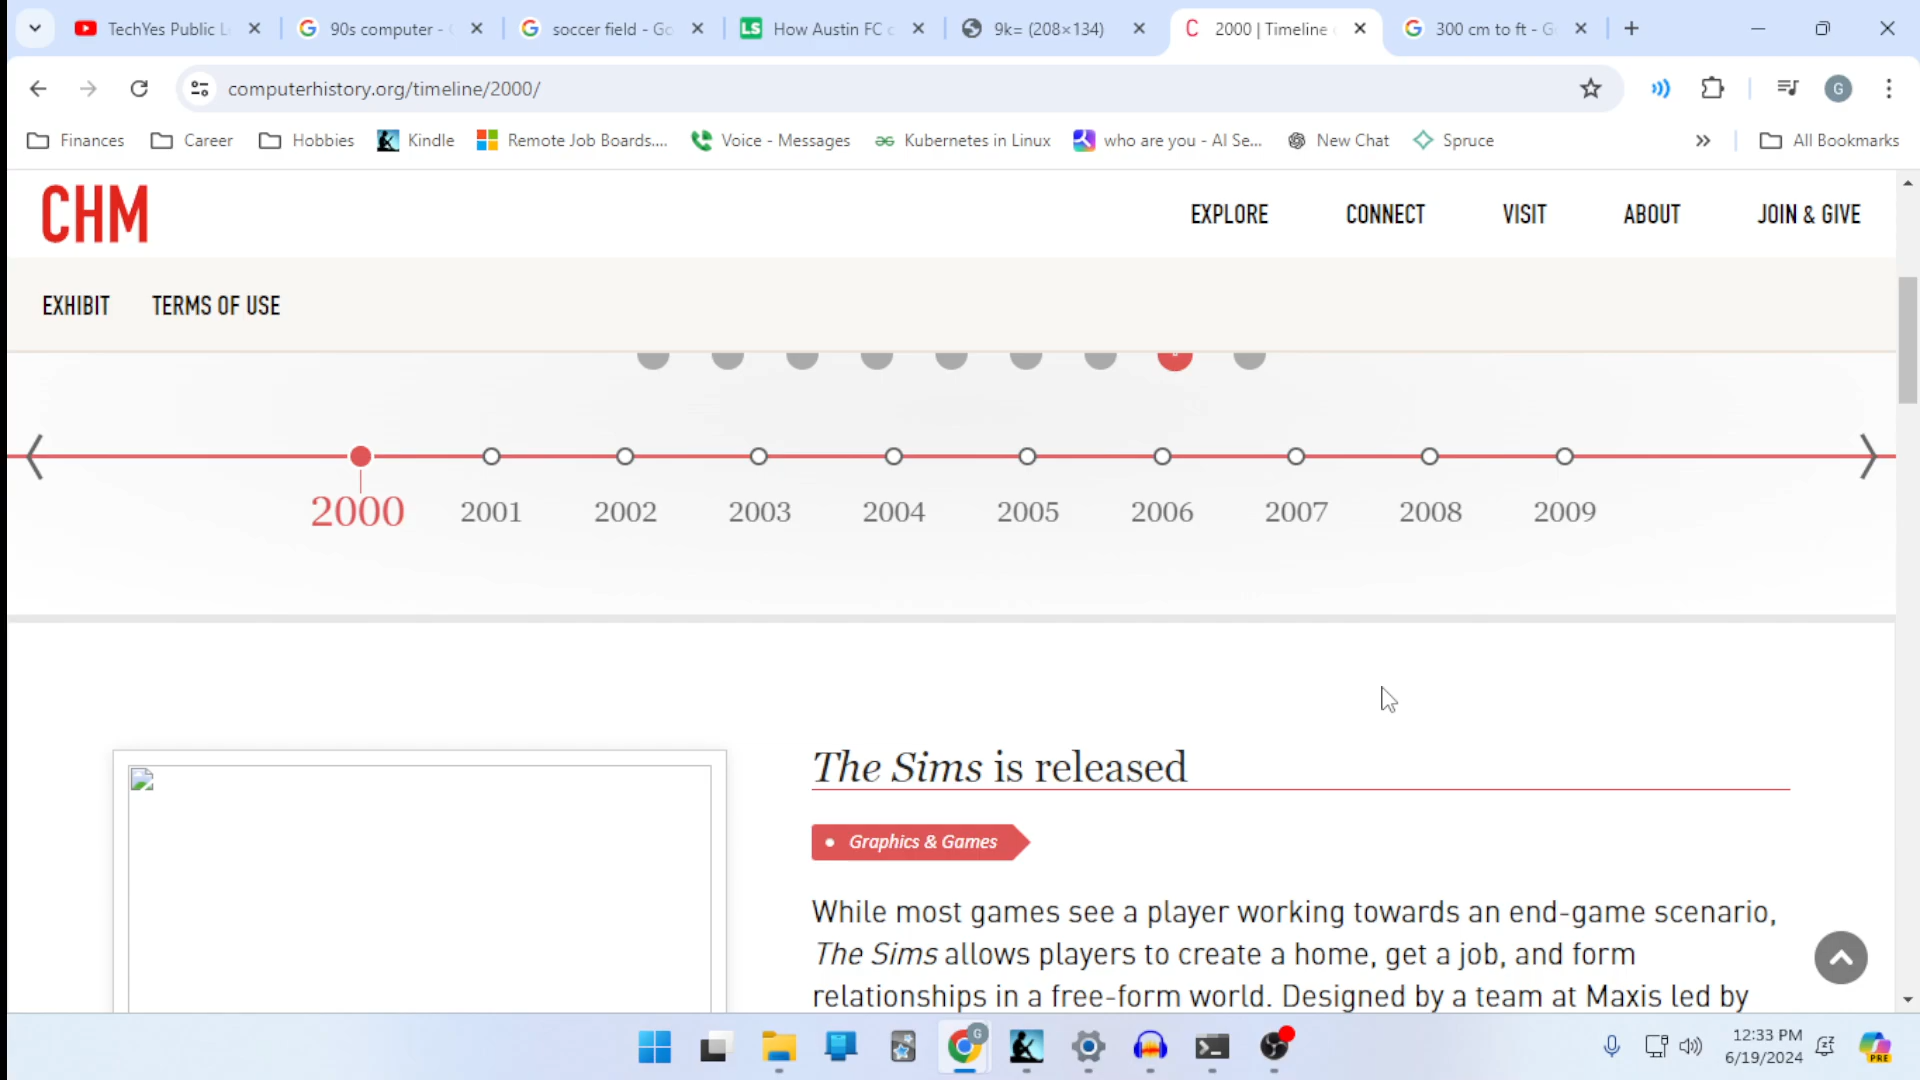 TechYes Public L
90s computer - G
soccer field - Go
How Austin FC c
9k= (208×134)
2000 | Timeline
300 cm to ft - G
computerhistory.org/timeline/2000/
G
Finances
Career
Hobbies
Kindle
Remote Job Boards....
Voice - Messages
Kubernetes in Linux
who are you - AI Se...
New Chat
Spruce
All Bookmarks
CHM
EXPLORE
CONNECT
VISIT
ABOUT
JOIN & GIVE
EXHIBIT
TERMS OF USE
2000
2001
2002
2003
2004
2005
2006
2007
2008
2009
The Sims is released
Graphics & Games
While most games see a player working towards an end-game scenario,
The Sims allows players to create a home, get a job, and form
relationships in a free-form world. Designed by a team at Maxis led by
12:33 PM
6/19/2024
PRE